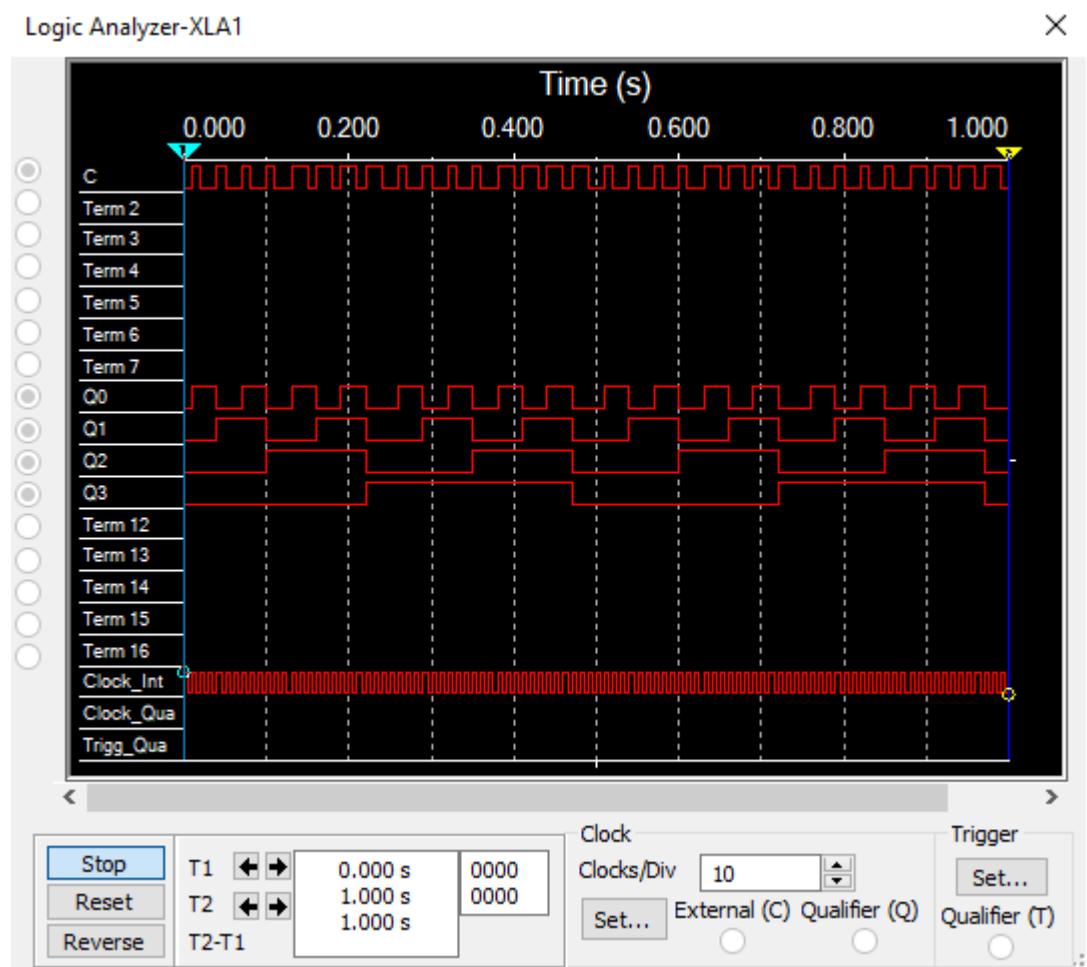 Logic Analyzer-XLA1
Time (s)
0.000 0.200 0.400 0.600 0.800 1.000
1
C
Term 2
Term 3
Term 4
Term 5
Term 6
Term 7
Q0
Q1
Q2
Q3
Term 12
Term 13
Term 14
Term 15
Term 16
Clock_Int
Clock_Qua
Trigg_Qua
Clock Trigger
Stop T1 0.000 s 0000 Clocks/Div 10 Set...
Reset T2 1.000 s 0000 Set... External (C) Qualifier (Q) Qualifier (T)
Reverse T2-T1 1.000 s